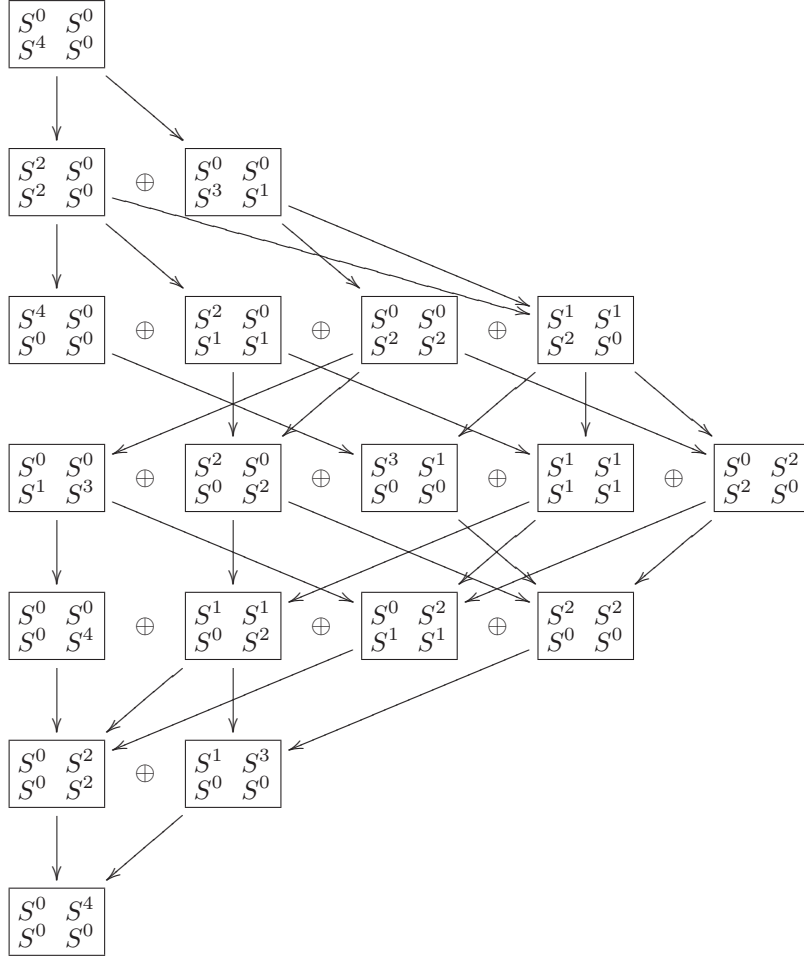 S^0 S^0
S^4 S^0
S^2 S^0 ⊕ S^0 S^0
S^2 S^0 S^3 S^1
S^4 S^0 ⊕ S^2 S^0 ⊕ S^0 S^0 ⊕ S^1 S^1
S^0 S^0 S^1 S^1 S^2 S^2 S^2 S^0
S^0 S^0 ⊕ S^2 S^0 ⊕ S^3 S^1 ⊕ S^1 S^1 ⊕ S^0 S^2
S^1 S^3 S^0 S^2 S^0 S^0 S^1 S^1 S^2 S^0
S^0 S^0 ⊕ S^1 S^1 ⊕ S^0 S^2 ⊕ S^2 S^2
S^0 S^4 S^0 S^2 S^1 S^1 S^0 S^0
S^0 S^2 ⊕ S^1 S^3
S^0 S^2 S^0 S^0
S^0 S^4
S^0 S^0